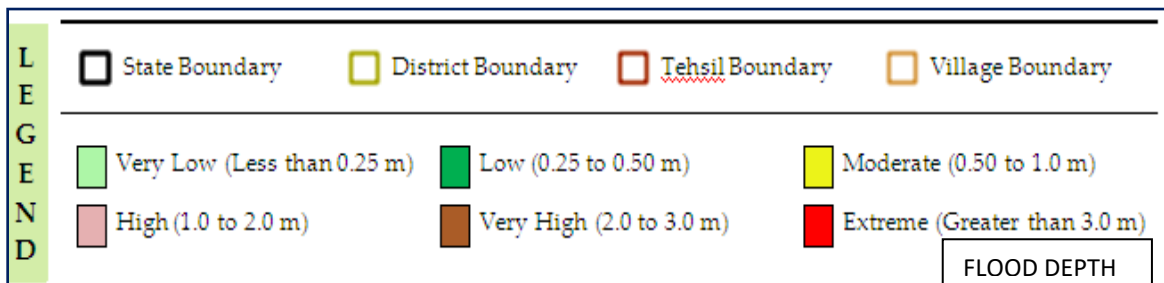 LEGEND
State Boundary District Boundary Tehsil Boundary Village Boundary
Very Low (Less than 0.25 m) Low (0.25 to 0.50 m) Moderate (0.50 to 1.0 m)
High (1.0 to 2.0 m) Very High (2.0 to 3.0 m) Extreme (Greater than 3.0 m)
FLOOD DEPTH